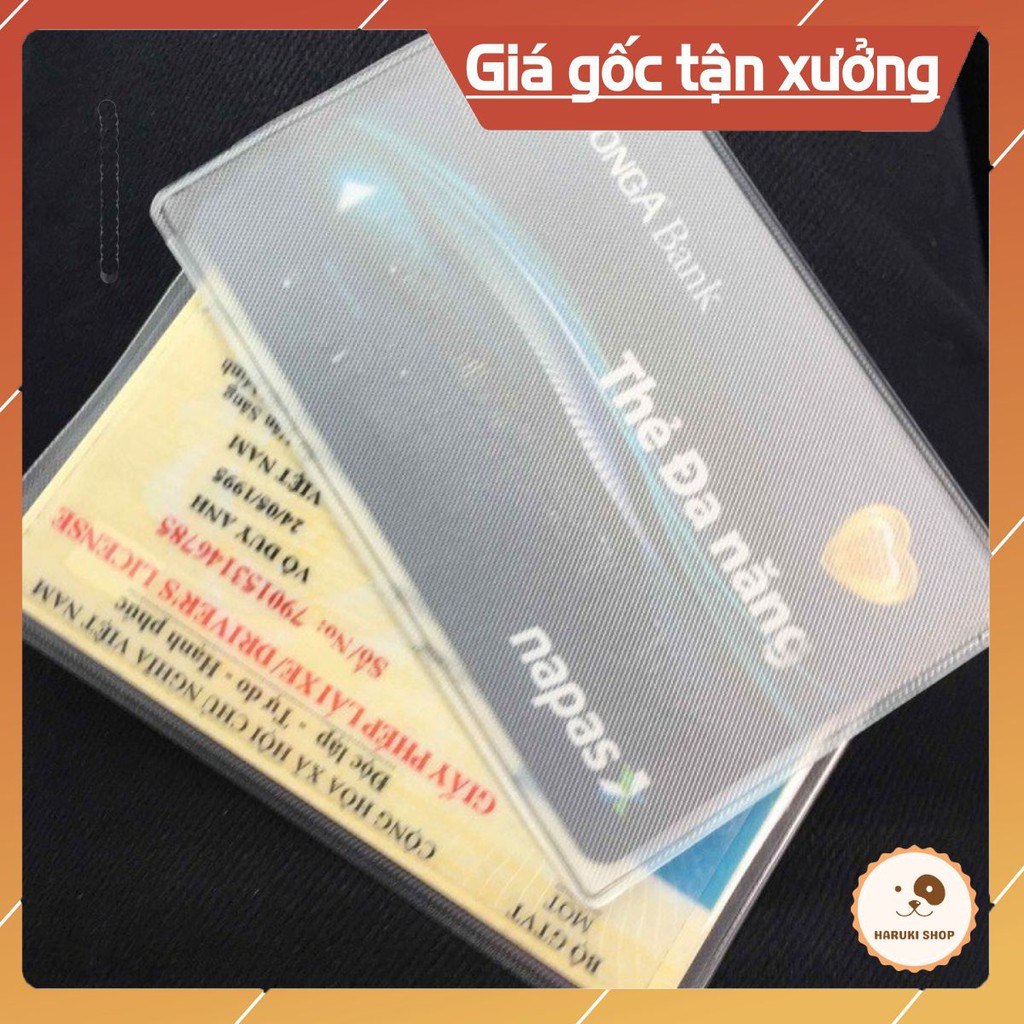 Giá gốc tận xưởng
ONGA Bank
Thẻ Đa năng
napas
BỘ GTVT
MOT
CỘNG HÒA XÃ HỘI CHỦ NGHĨA VIỆT NAM
Độc lập - Tự do - Hạnh phúc
GIẤY PHÉP LÁI XE/DRIVER'S LICENSE
Số/No: 790153146785
VÕ DUY ANH
24/05/1995
VIỆT NAM
HARUKI SHOP